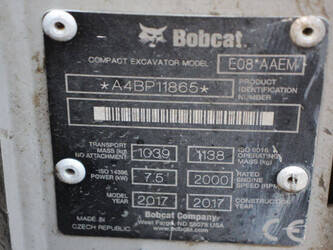 Bobcat
COMPACT EXCAVATOR MODEL E08*AAEM
*A4BP11865* PRODUCT IDENTIFICATION NUMBER
TRANSPORT MASS (kg) NO ATTACHMENT 1039 1138 ISO 6016 OPERATING MASS (kg)
ISO 14396 POWER (kW) 7.5 2000 RATED ENGINE SPEED (RPM)
MODEL YEAR 2017 2017 CONSTRUCTION YEAR
Bobcat Company
West Fargo, ND 58078 USA
www.bobcat.com
MADE IN CZECH REPUBLIC
CE